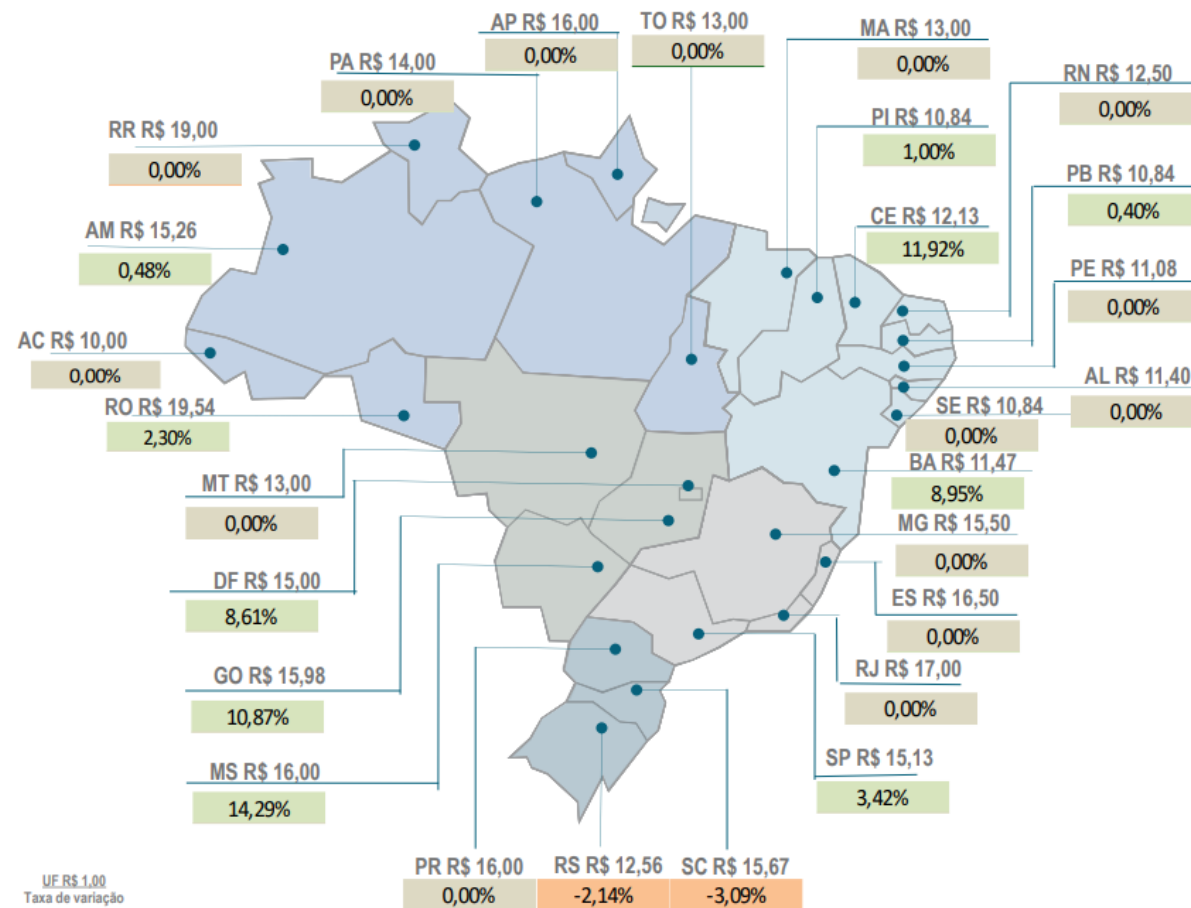 AP R$ 16,00
0,00%
TO R$ 13,00
0,00%
MA R$ 13,00
0,00%
PA R$ 14,00
0,00%
RN R$ 12,50
0,00%
RR R$ 19,00
0,00%
PI R$ 10,84
1,00%
PB R$ 10,84
0,40%
AM R$ 15,26
0,48%
CE R$ 12,13
11,92%
PE R$ 11,08
0,00%
AC R$ 10,00
0,00%
AL R$ 11,40
0,00%
RO R$ 19,54
2,30%
SE R$ 10,84
0,00%
BA R$ 11,47
8,95%
MT R$ 13,00
0,00%
MG R$ 15,50
0,00%
DF R$ 15,00
8,61%
ES R$ 16,50
0,00%
GO R$ 15,98
10,87%
RJ R$ 17,00
0,00%
MS R$ 16,00
14,29%
SP R$ 15,13
3,42%
PR R$ 16,00
0,00%
RS R$ 12,56
-2,14%
SC R$ 15,67
-3,09%
UF R$ 1,00
Taxa de variação